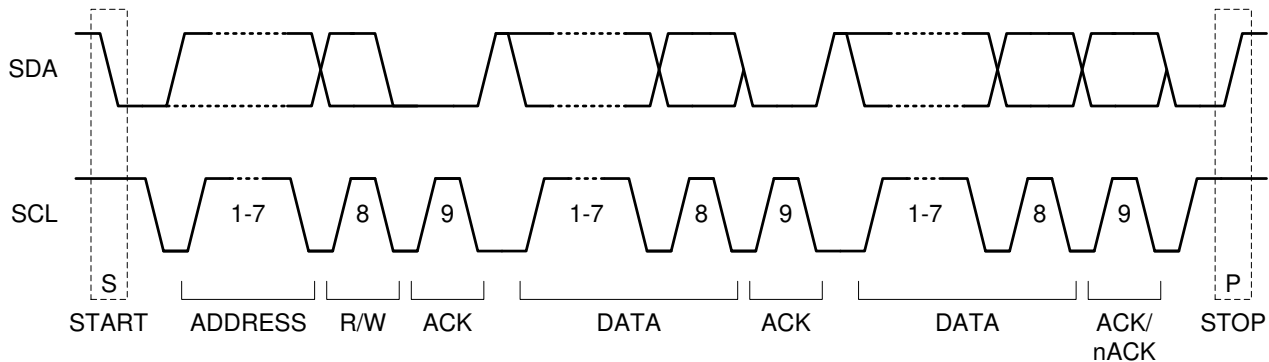 SDA
SCL
1-7 8 9 1-7 8 9 1-7 8 9
S P
START ADDRESS R/W ACK DATA ACK DATA ACK/ STOP
nACK